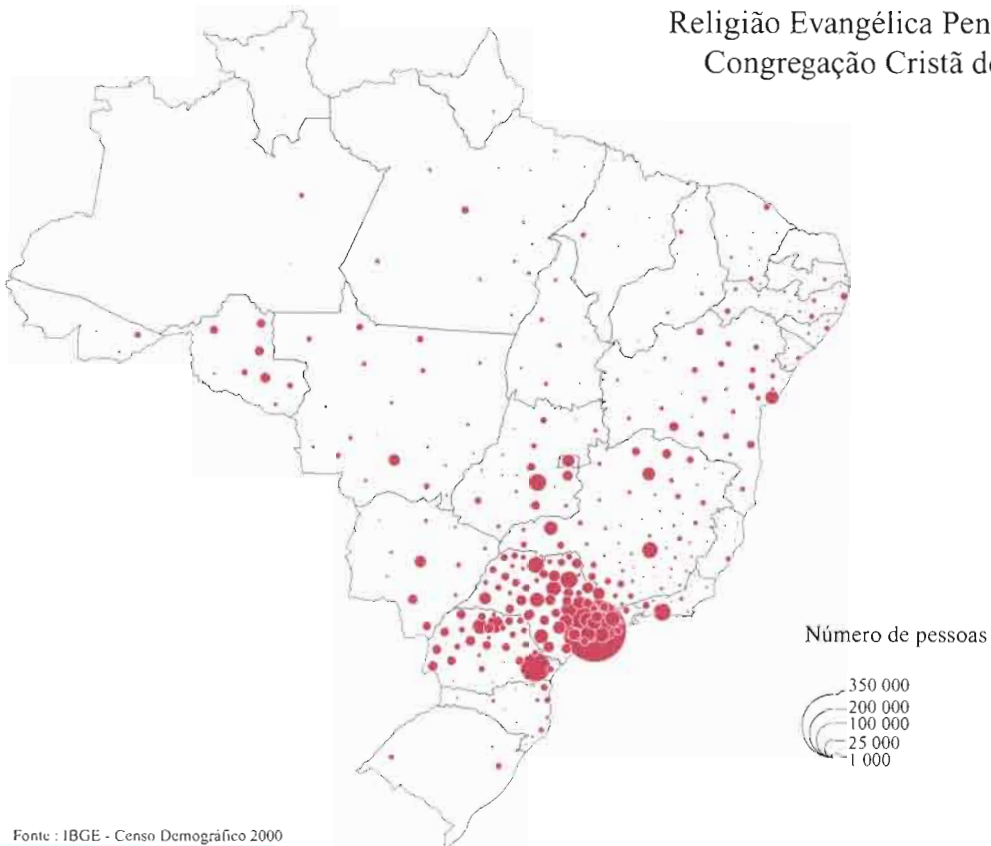 Religião Evangélica Pen
Congregação Cristã do
Número de pessoas
350 000
200 000
100 000
25 000
1 000
Fonte : IBGE - Censo Demográfico 2000